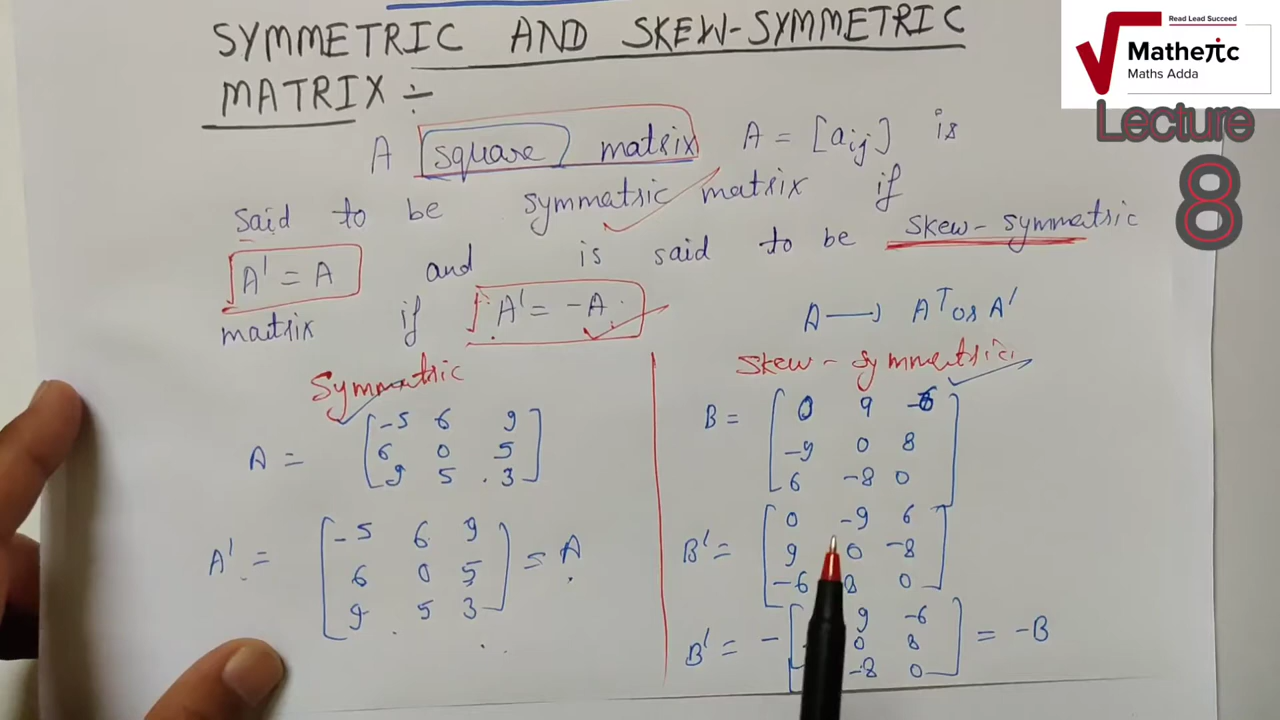 SYMMETRIC AND SKEW-SYMMETRIC
MATRIX ÷
A square matrix A = [aij] is
said to be symmetric matrix if
A' = A and is said to be skew-symmetric
matrix if A' = -A.
A → Aᵀ or A'
Symmetric
A = [-5 6 9
6 0 5
9 5 3]
A' = [-5 6 9
6 0 5
9 5 3] = A
Skew-symmetric
B = [0 9 -6
-9 0 8
6 -8 0]
B' = [0 -9 6
9 0 -8
-6 8 0]
B' = -[ 9 -6
0 8
-8 0] = -B
Read Lead Succeed
Matheπc
Maths Adda
Lecture
8